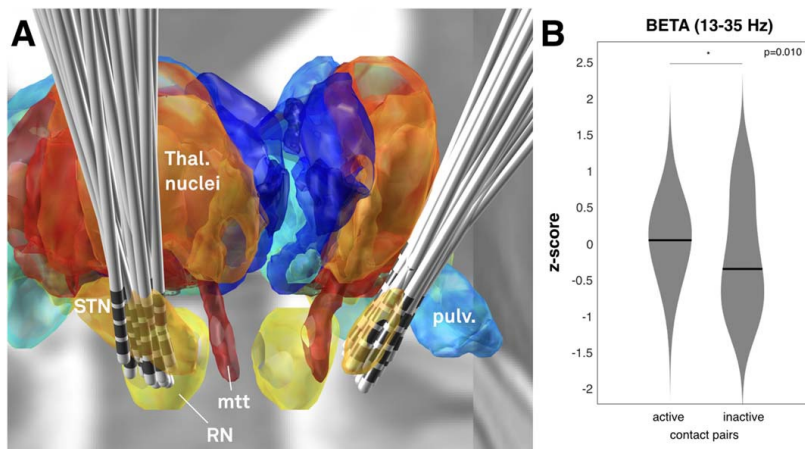 A
Thal.
nuclei
STN
pulv.
mtt
RN
B
BETA (13-35 Hz)
* p=0.010
2.5
2
1.5
1
0.5
0
-0.5
-1
-1.5
-2
z-score
active inactive
contact pairs